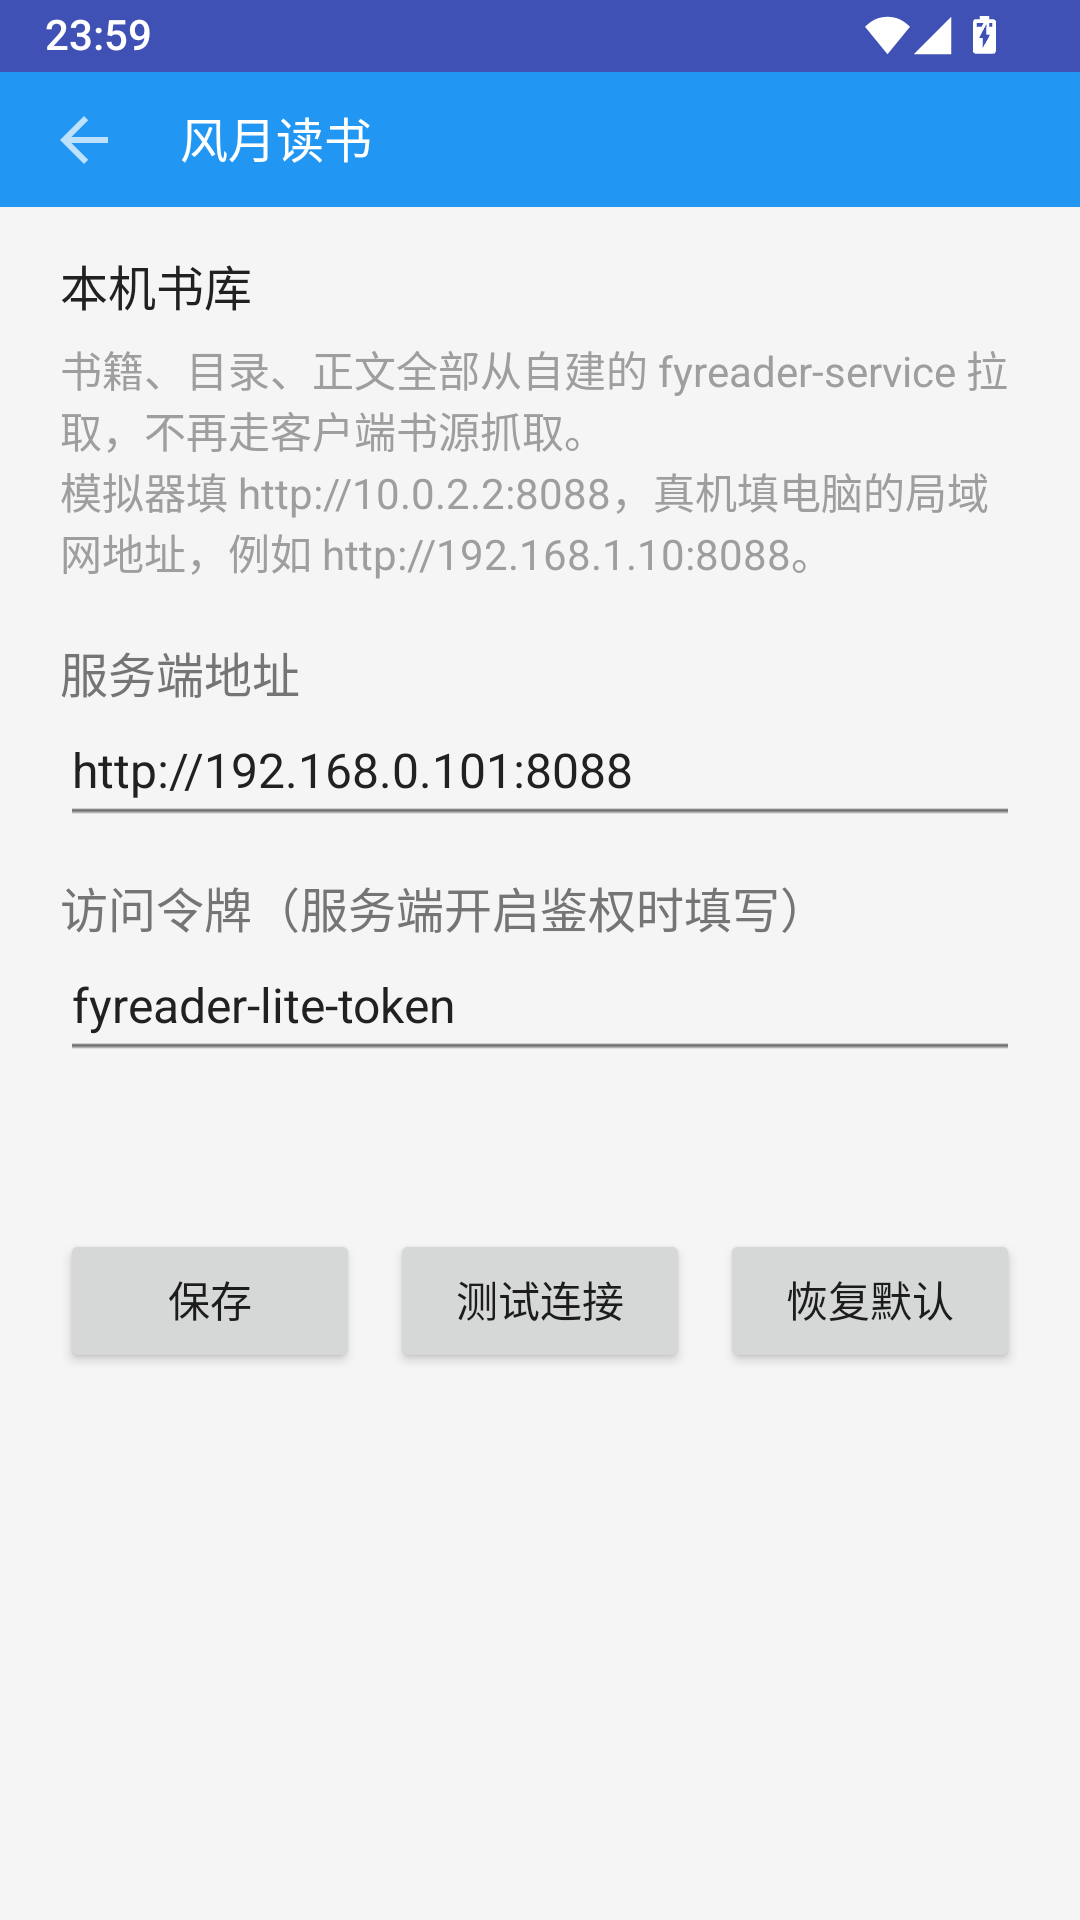 23:59
风月读书
本机书库
书籍、目录、正文全部从自建的 fyreader-service 拉
取，不再走客户端书源抓取。
模拟器填 http://10.0.2.2:8088，真机填电脑的局域
网地址，例如 http://192.168.1.10:8088。
服务端地址
http://192.168.0.101:8088
访问令牌（服务端开启鉴权时填写）
fyreader-lite-token
保存
测试连接
恢复默认